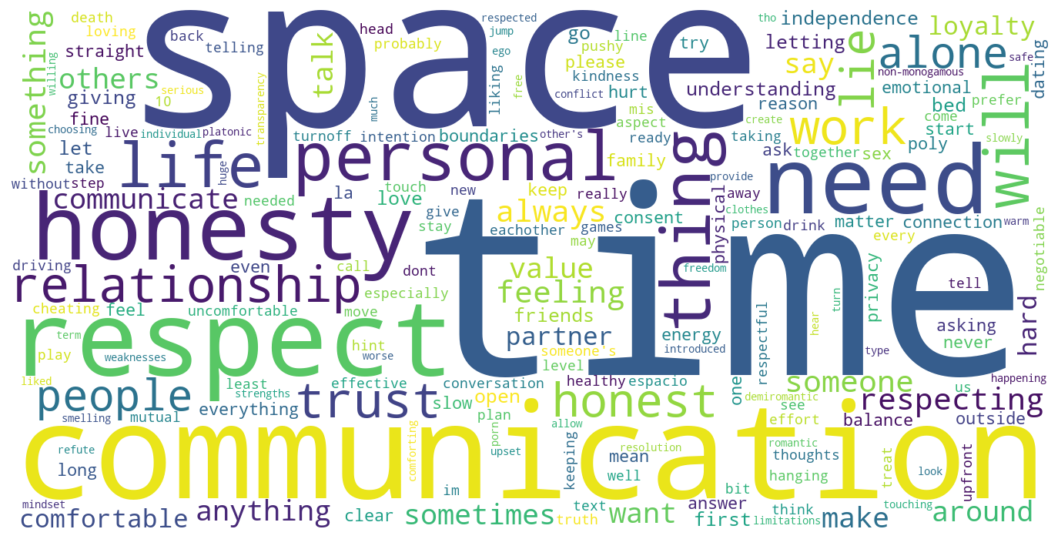 space
time
communication
honesty
respect
need
personal
life
relationship
thing
trust
people
honest
work
alone
will
lie
talk
something
others
death
loving
straight
back
telling
head
probably
respected
jump
ego
pushy
please
kindness
conflict
hurt
liking
free
go
line
try
tho
independence
letting
say
understanding
reason
loyalty
non-monogamous
safe
dating
emotional
bed
prefer
come
start
slowly
giving
serious
10
willing
fine
transparency
much
choosing
live
individual
platonic
let
take
huge
without
step
communicate
needed
turnoff
intention
boundaries
other's
mis
aspect
ready
family
taking
create
ask
together
sex
poly
touch
love
la
new
give
stay
keep
really
always
eachother
games
may
consent
physical
away
provide
clothes
person
drink
matter
connection
every
warm
negotiable
driving
even
call
dont
especially
value
feeling
friends
freedom
privacy
tell
asking
never
hard
cheating
feel
uncomfortable
move
hint
partner
energy
someone's
introduced
respectful
turn
hear
type
term
play
weaknesses
worse
level
liked
least
strengths
effective
conversation
healthy
espacio
one
someone
demiromantic
see
us
happening
respecting
smelling
mutual
everything
slow
open
plan
porn
upset
allow
effort
balance
outside
refute
long
comforting
keeping
resolution
mean
well
romantic
thoughts
hanging
treat
look
upfront
im
mindset
comfortable
anything
clear
sometimes
truth
text
want
answer
first
bit
think
limitations
make
touching
around